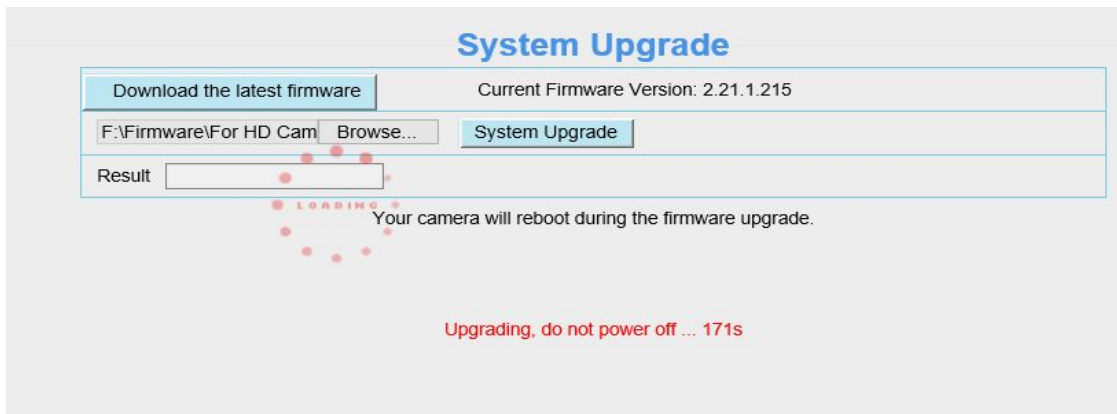 System Upgrade
Download the latest firmware
Current Firmware Version: 2.21.1.215
F:\Firmware\For HD Cam
Browse...
System Upgrade
Result
LOADING
Your camera will reboot during the firmware upgrade.
Upgrading, do not power off ... 171s